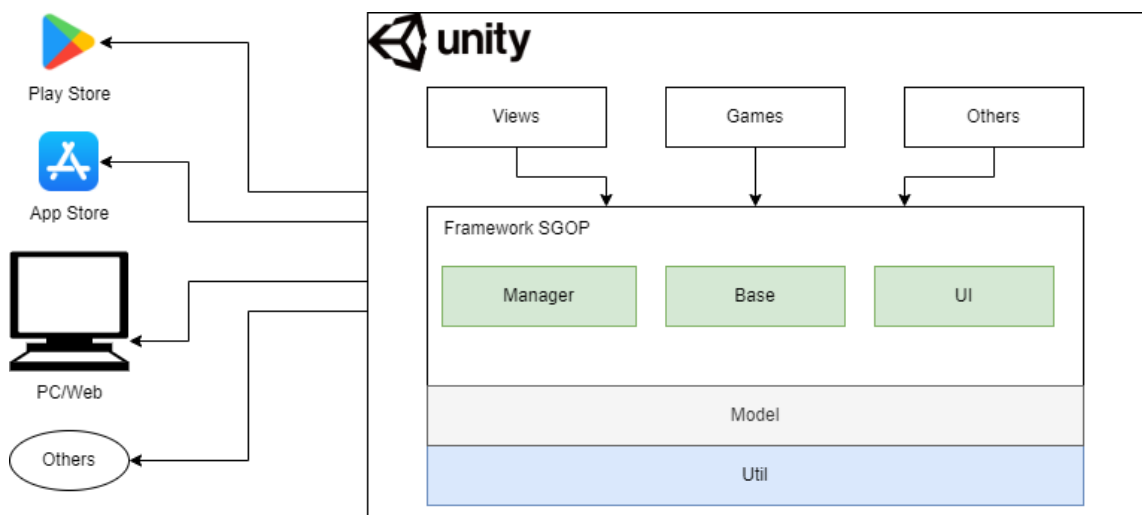 unity
Play Store
App Store
PC/Web
Others
Views
Games
Others
Framework SGOP
Manager
Base
UI
Model
Util